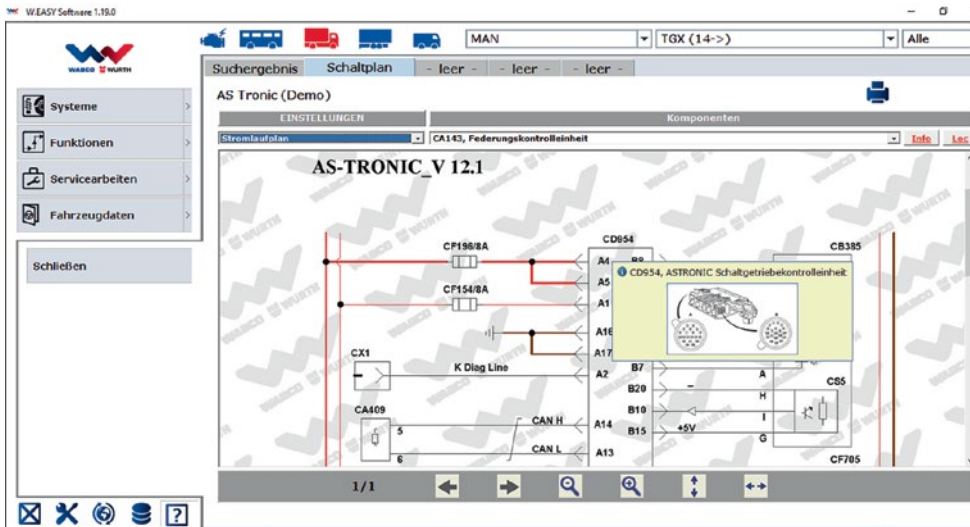 W.EASY Software 1.19.0
MAN
TGX (14->)
Alle
WABCO WÜRTH
Suchergebnis
Schaltplan
- leer -
- leer -
- leer -
AS Tronic (Demo)
EINSTELLUNGEN
Komponenten
Stromlaufplan
CA143, Federungskontrolleinheit
Info
Systeme
Funktionen
Servicearbeiten
Fahrzeugdaten
Schließen
AS-TRONIC_V 12.1
CD954
CB385
CF196/8A
A4
B8
A5
CD954, ASTRONIC Schaltgetriebekontrolleinheit
CF154/8A
A1
A16
A17
CX1
K Diag Line
A2
B7
A
CS5
B20
H
CA409
B10
I
5
CAN H
A14
B15
+5V
G
6
CAN L
A13
CF705
1/1